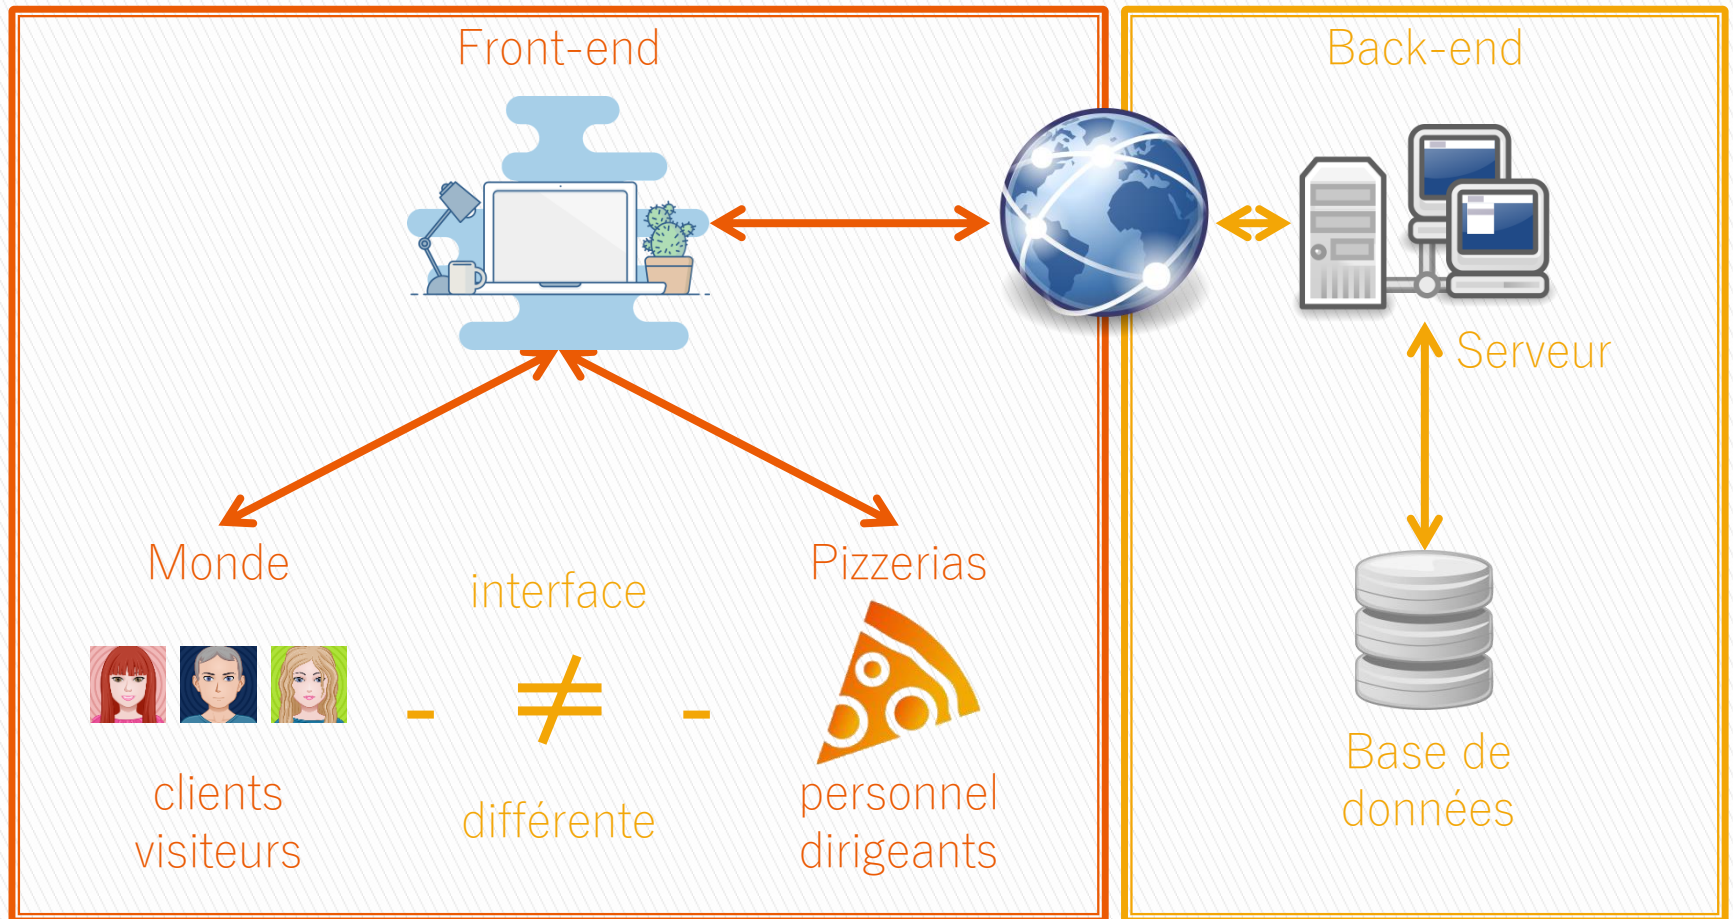 Front-end
Back-end
Serveur
Monde
interface
Pizzerias
- ≠ -
clients
visiteurs
différente
personnel
dirigeants
Base de
données